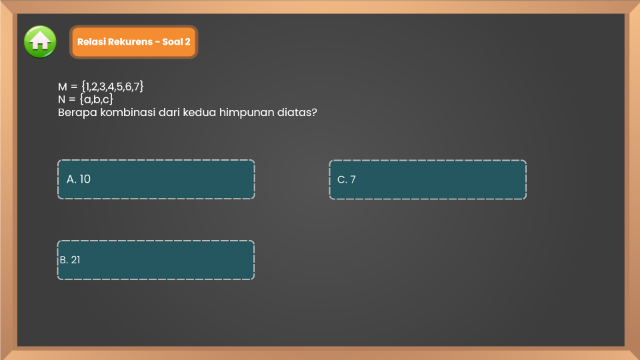 Relasi Rekurens - Soal 2
M = {1,2,3,4,5,6,7}
N = {a,b,c}
Berapa kombinasi dari kedua himpunan diatas?
A. 10
C. 7
B. 21